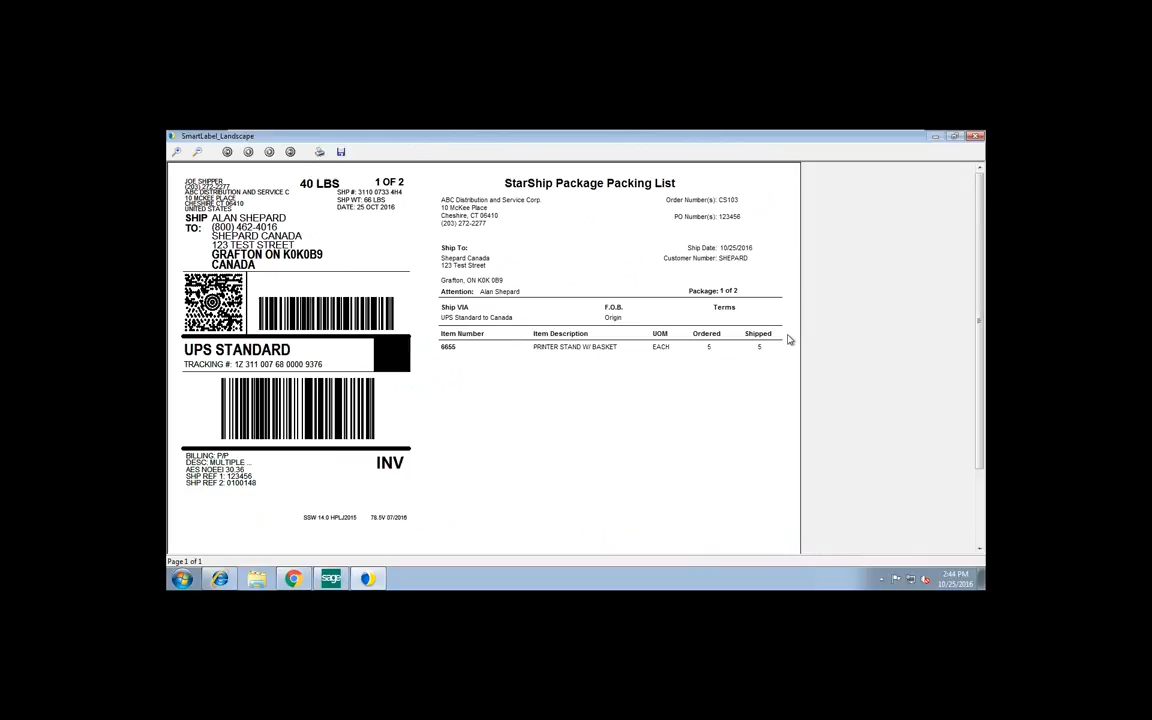 SmartLabel_Landscape
JOE SHIPPER
(203) 272-2277
ABC DISTRIBUTION AND SERVICE C
10 MCKEE PLACE
CHESHIRE CT 06410
UNITED STATES
40 LBS
1 OF 2
SHP #: 3110 0733 4H4
SHP WT: 66 LBS
DATE: 25 OCT 2016
SHIP TO:
ALAN SHEPARD
(800) 462-4016
SHEPARD CANADA
123 TEST STREET
GRAFTON ON K0K0B9
CANADA
UPS STANDARD
TRACKING #: 1Z 311 007 68 0000 9376
BILLING: P/P
DESC: MULTIPLE ...
AES NOEEI 30.36
SHP REF 1: 123456
SHP REF 2: 0100148
INV
SSW 14.0 HPLJ2015 78.5V 07/2016
StarShip Package Packing List
ABC Distribution and Service Corp.
10 McKee Place
Cheshire, CT 06410
(203) 272-2277
Order Number(s): CS103
PO Number(s): 123456
Ship To:
Shepard Canada
123 Test Street
Grafton, ON K0K 0B9
Attention: Alan Shepard
Ship Date: 10/25/2016
Customer Number: SHEPARD
Package: 1 of 2
Ship VIA F.O.B. Terms
UPS Standard to Canada Origin
Item Number Item Description UOM Ordered Shipped
6655 PRINTER STAND W/ BASKET EACH 5 5
Page 1 of 1
sage
2:44 PM
10/25/2016